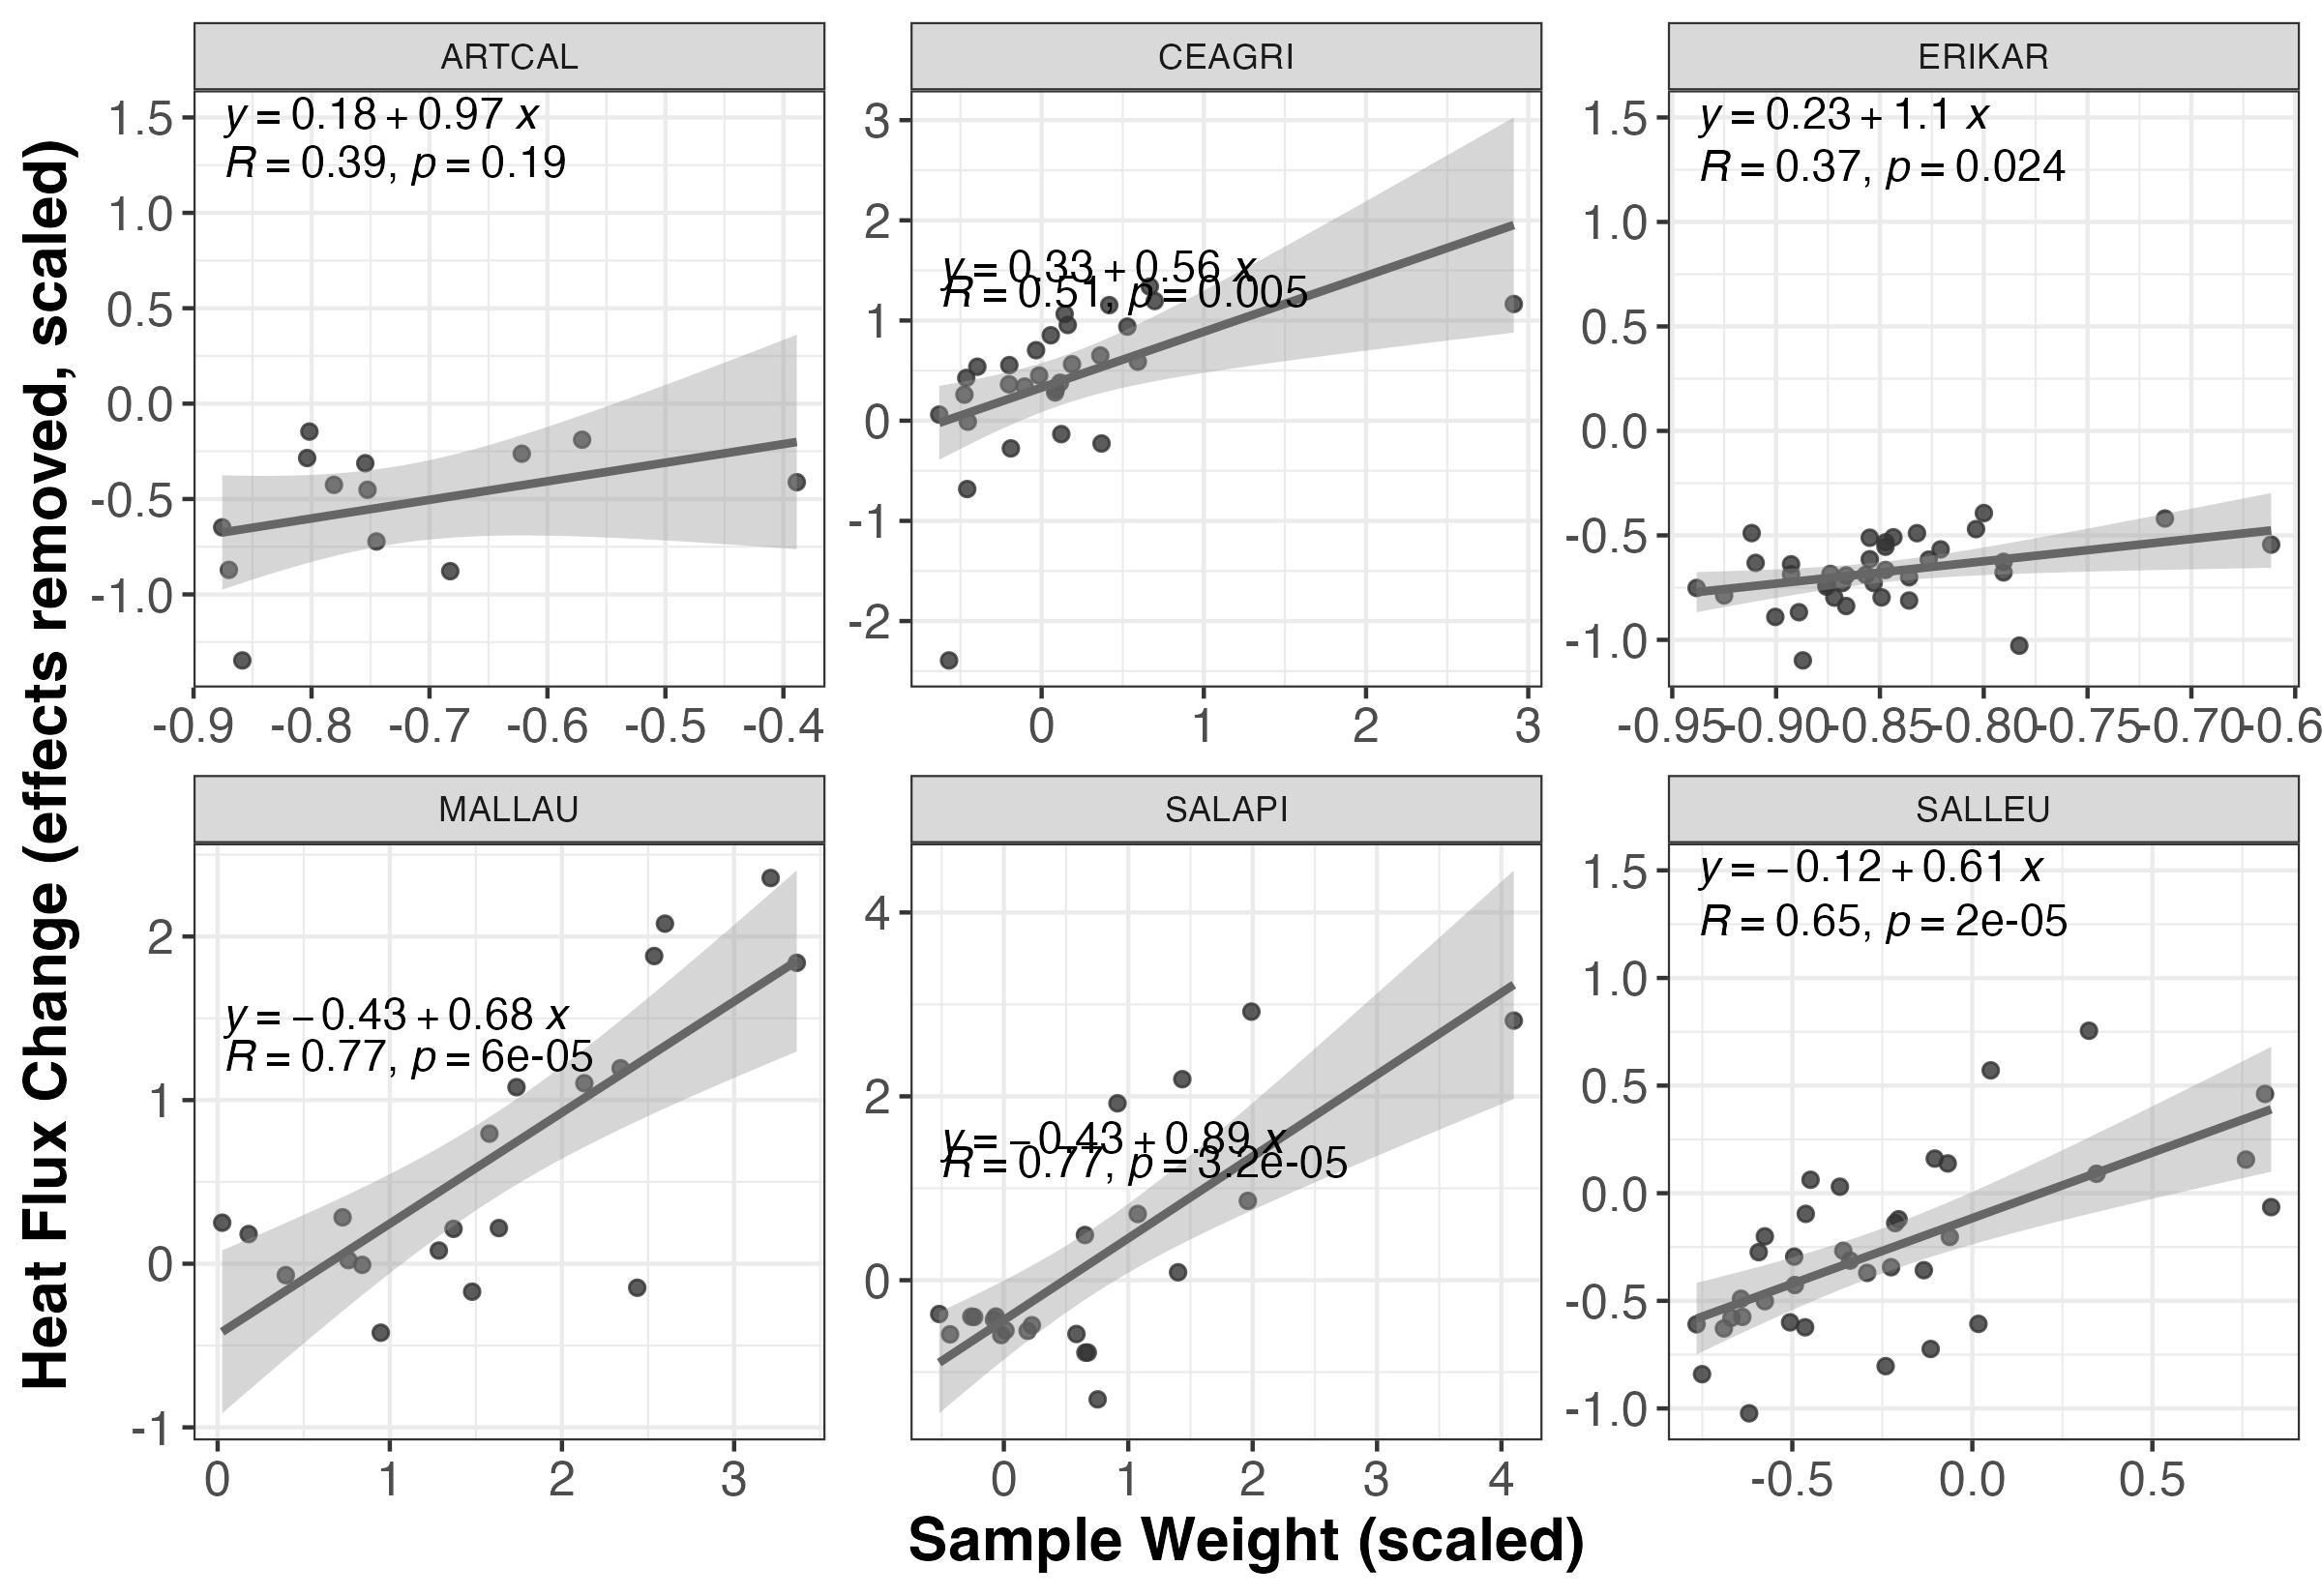 ARTCAL
CEAGRI
ERIKAR
y = 0.18 + 0.97 x
R = 0.39, p = 0.19
y = 0.33 + 0.56 x
R = 0.51, p = 0.005
y = 0.23 + 1.1 x
R = 0.37, p = 0.024
1.5
1.0
0.5
0.0
-0.5
-1.0
3
2
1
0
-1
-2
1.5
1.0
0.5
0.0
-0.5
-1.0
-0.9 -0.8 -0.7 -0.6 -0.5 -0.4
0 1 2 3
-0.95 -0.90 -0.85 -0.80 -0.75 -0.70 -0.6
MALLAU
SALAPI
SALLEU
y = − 0.43 + 0.68 x
R = 0.77, p = 6e-05
y = − 0.43 + 0.89 x
R = 0.77, p = 3.2e-05
y = − 0.12 + 0.61 x
R = 0.65, p = 2e-05
2
1
0
-1
4
2
0
1.5
1.0
0.5
0.0
-0.5
-1.0
0 1 2 3
0 1 2 3 4
-0.5 0.0 0.5
Sample Weight (scaled)
Heat Flux Change (effects removed, scaled)